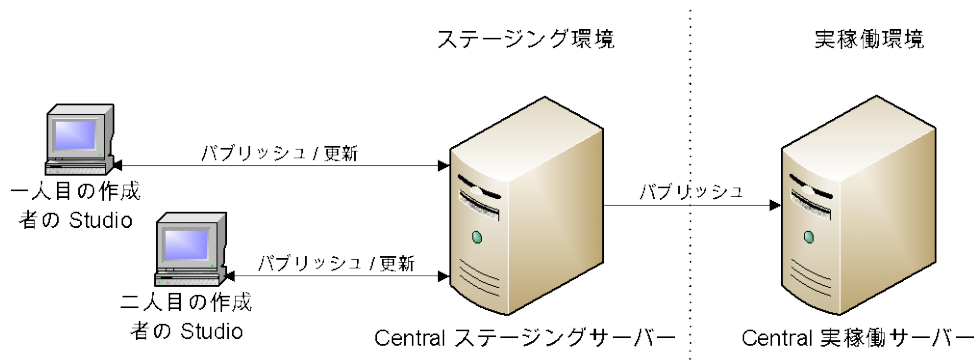 ステージング環境
実稼働環境
パブリッシュ / 更新
パブリッシュ
一人目の作成
者の Studio
パブリッシュ / 更新
二人目の作成
者の Studio
Central ステージングサーバー
Central 実稼働サーバー